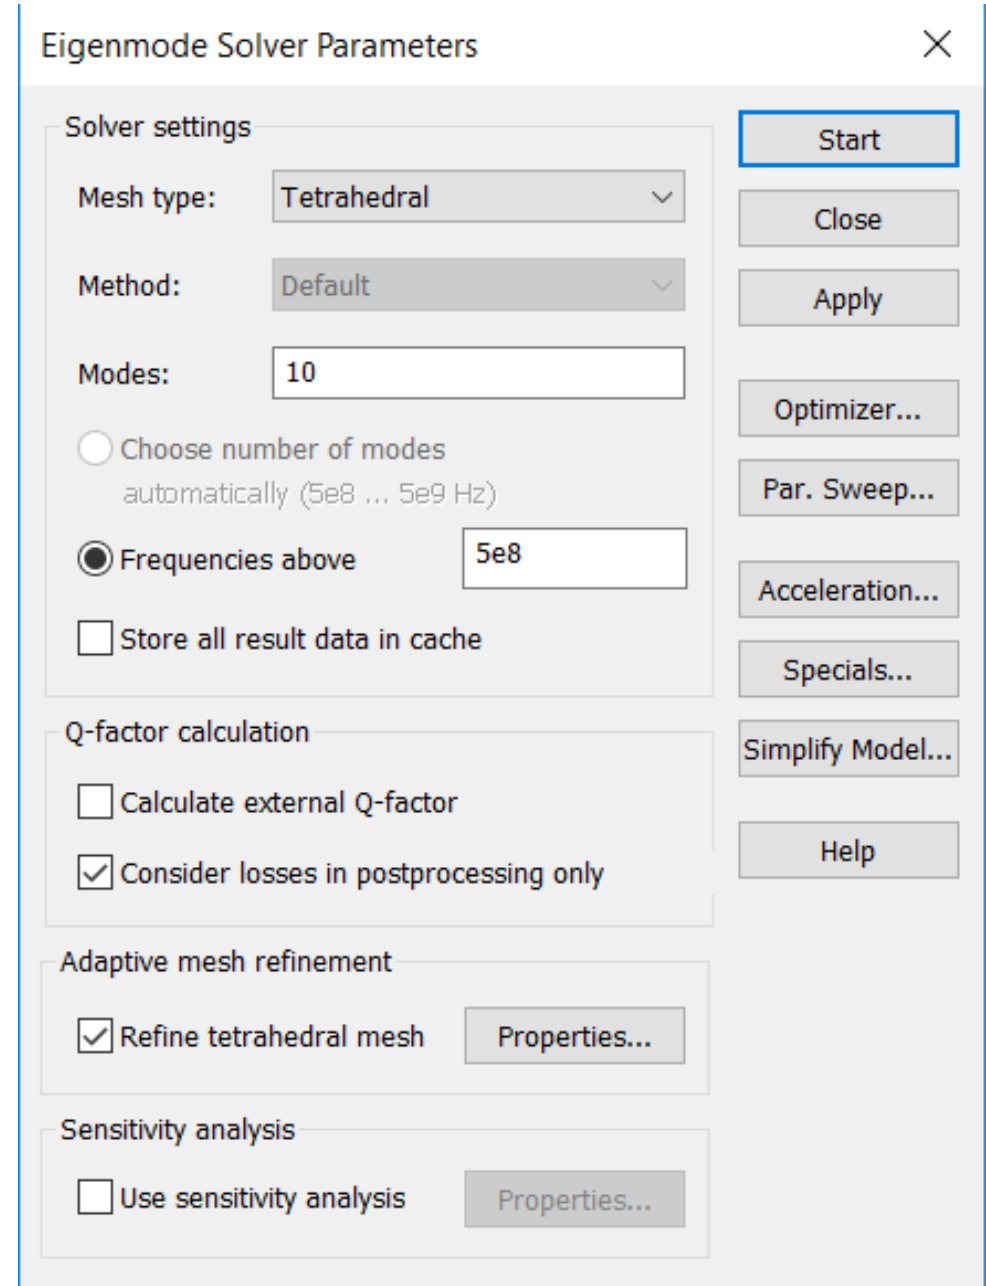 Eigenmode Solver Parameters
Solver settings
Start
Mesh type: Tetrahedral
Close
Method: Default
Apply
Modes: 10
Optimizer...
Choose number of modes
automatically (5e8 ... 5e9 Hz)
Par. Sweep...
Frequencies above 5e8
Acceleration...
Store all result data in cache
Specials...
Q-factor calculation
Simplify Model...
Calculate external Q-factor
Help
Consider losses in postprocessing only
Adaptive mesh refinement
Refine tetrahedral mesh Properties...
Sensitivity analysis
Use sensitivity analysis Properties...